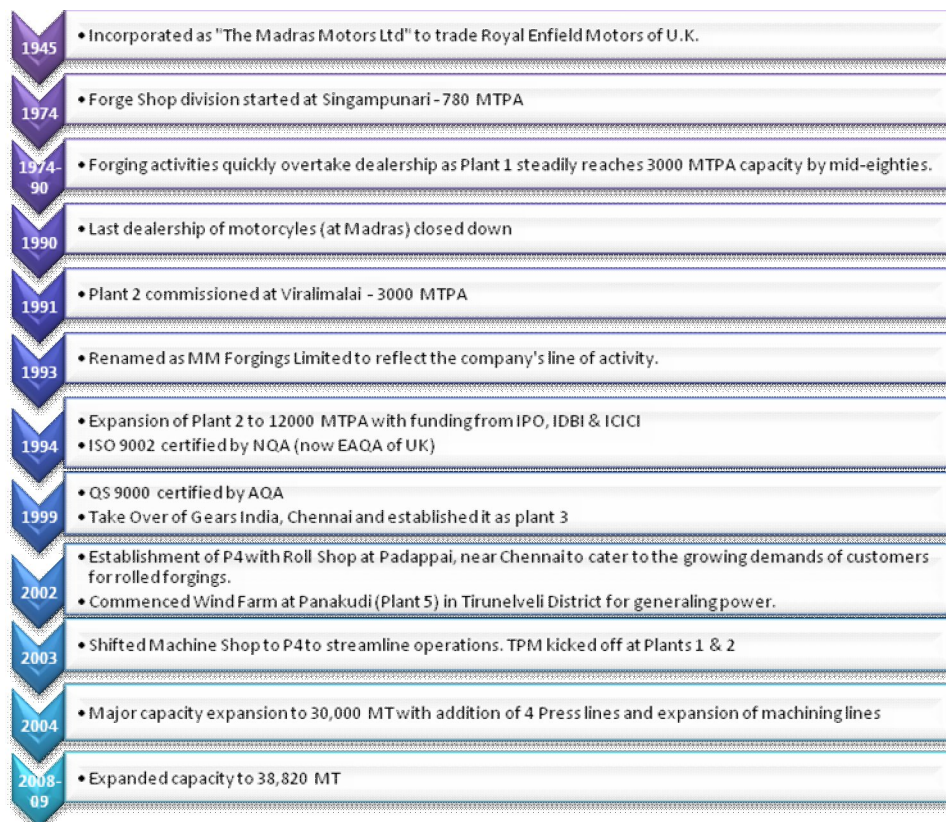 1945
• Incorporated as "The Madras Motors Ltd" to trade Royal Enfield Motors of U.K.
1974
• Forge Shop division started at Singampunari - 780 MTPA
1974-
90
• Forging activities quickly overtake dealership as Plant 1 steadily reaches 3000 MTPA capacity by mid-eighties.
1990
• Last dealership of motorcyles (at Madras) closed down
1991
• Plant 2 commissioned at Viralimalai - 3000 MTPA
1993
• Renamed as MM Forgings Limited to reflect the company's line of activity.
1994
• Expansion of Plant 2 to 12000 MTPA with funding from IPO, IDBI & ICICI
• ISO 9002 certified by NQA (now EAQA of UK)
1999
• QS 9000 certified by AQA
• Take Over of Gears India, Chennai and established it as plant 3
2002
• Establishment of P4 with Roll Shop at Padappai, near Chennai to cater to the growing demands of customers
for rolled forgings.
• Commenced Wind Farm at Panakudi (Plant 5) in Tirunelveli District for generaling power.
2003
• Shifted Machine Shop to P4 to streamline operations. TPM kicked off at Plants 1 & 2
2004
• Major capacity expansion to 30,000 MT with addition of 4 Press lines and expansion of machining lines
2008-
09
• Expanded capacity to 38,820 MT